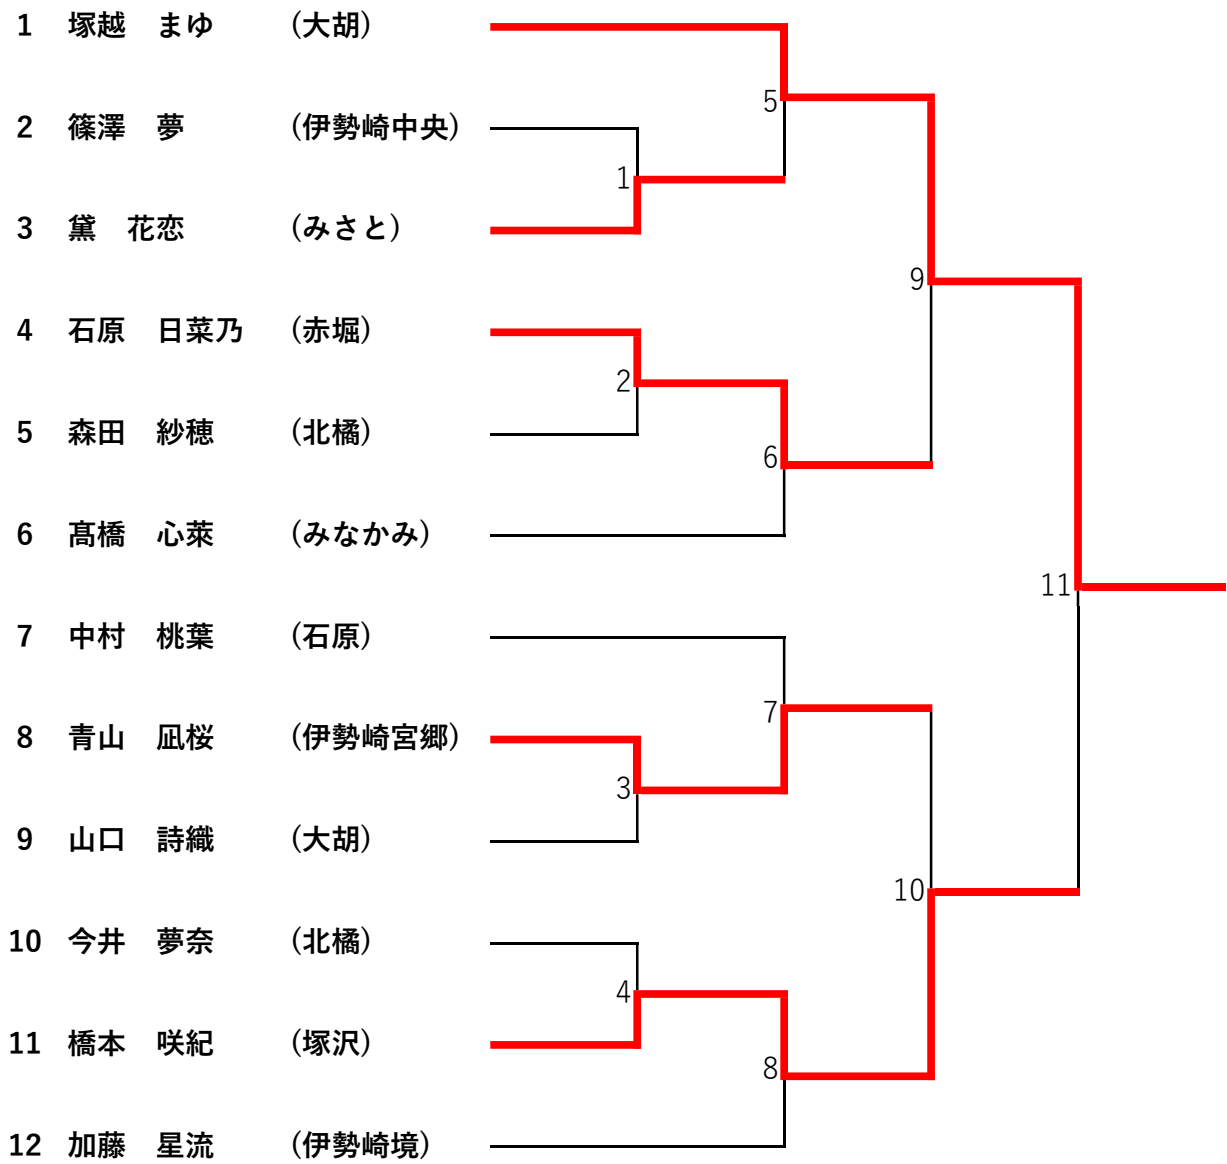 1 塚越　まゆ (大胡)
5
2 篠澤　夢 (伊勢崎中央)
1
3 黛　花恋 (みさと)
9
4 石原　日菜乃 (赤堀)
2
5 森田　紗穂 (北橘)
6
6 髙橋　心萊 (みなかみ)
11
7 中村　桃葉 (石原)
7
8 青山　凪桜 (伊勢崎宮郷)
3
9 山口　詩織 (大胡)
10
10 今井　夢奈 (北橘)
4
11 橋本　咲紀 (塚沢)
8
12 加藤　星流 (伊勢崎境)